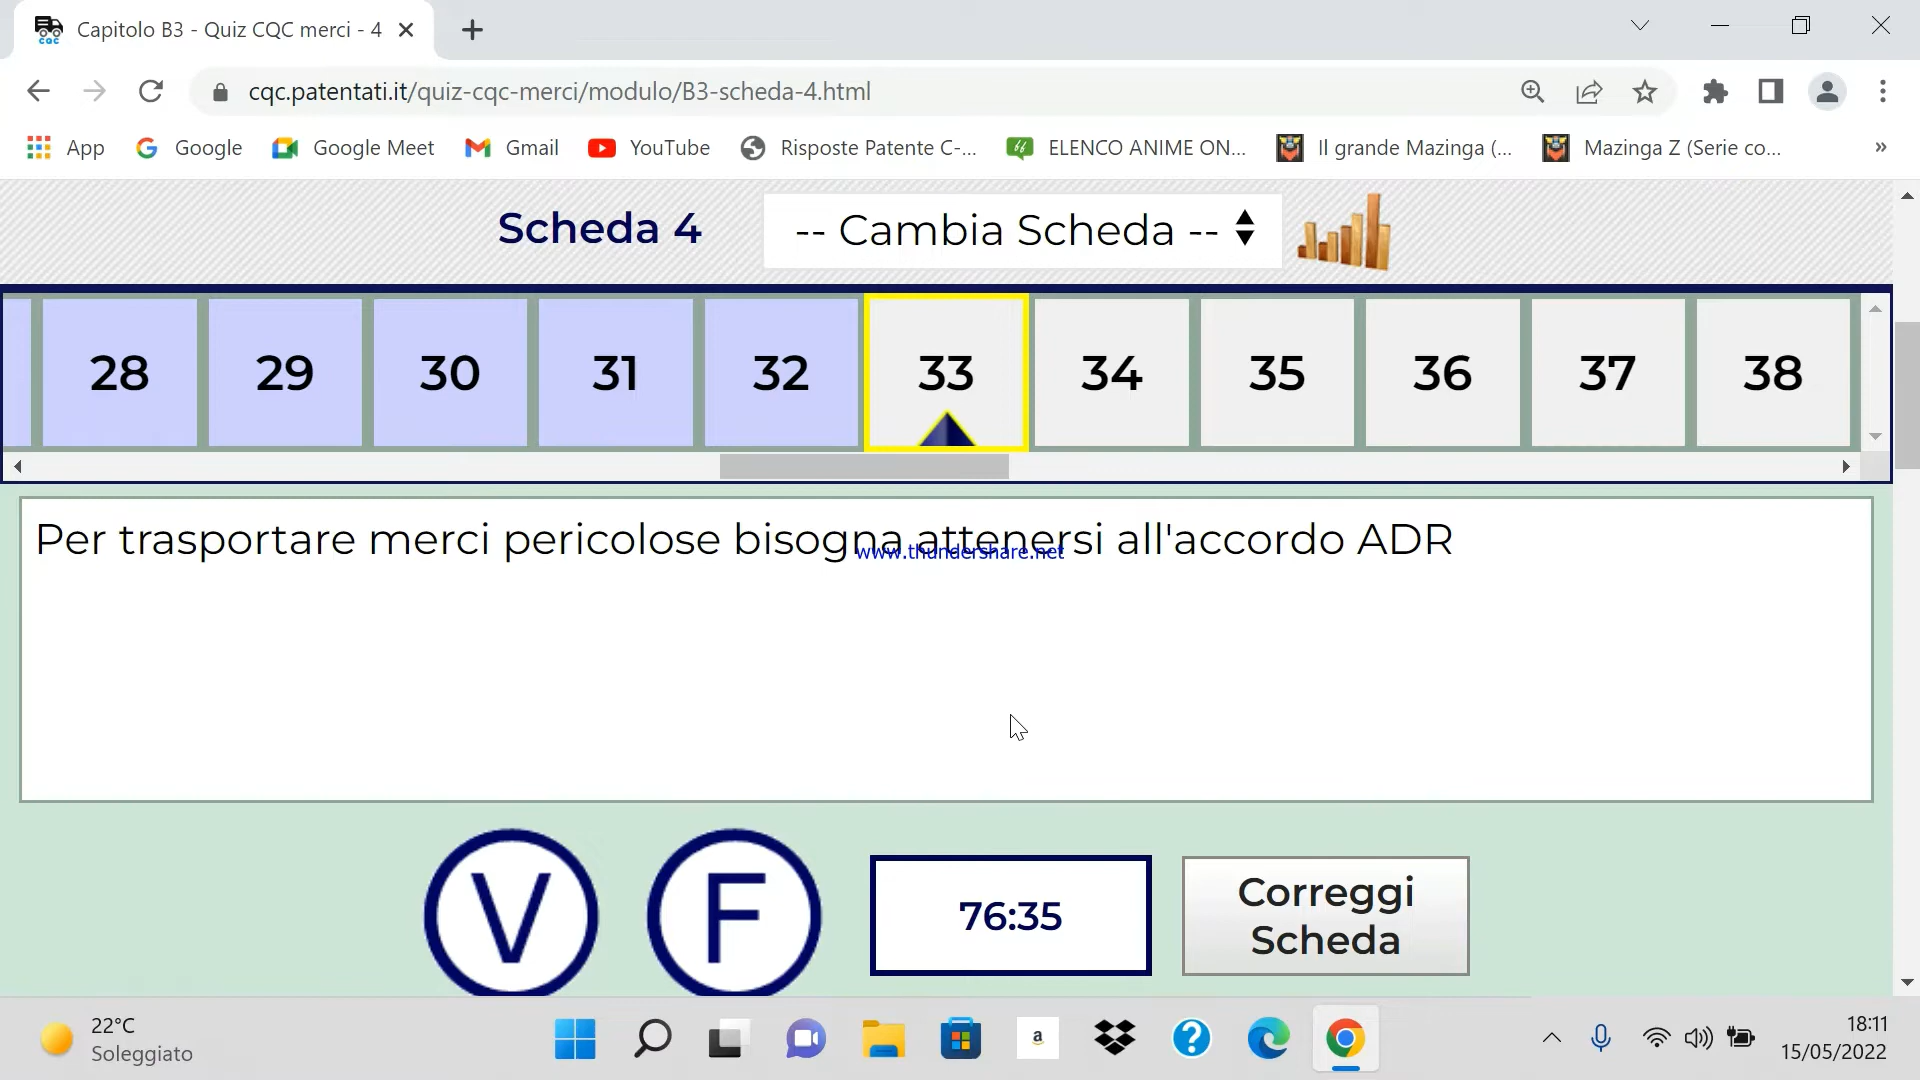 CQC
Capitolo B3 - Quiz CQC merci - 4
cqc.patentati.it/quiz-cqc-merci/modulo/B3-scheda-4.html
App
Google
Google Meet
Gmail
YouTube
Risposte Patente C-...
ELENCO ANIME ON...
Il grande Mazinga (...
Mazinga Z (Serie co...
»
Scheda 4
-- Cambia Scheda --
28 29 30 31 32 33 34 35 36 37 38
Per trasportare merci pericolose bisogna attenersi all'accordo ADR
www.thundershare.net
V
F
76:35
Correggi
Scheda
22°C
Soleggiato
a
?
18:11
15/05/2022